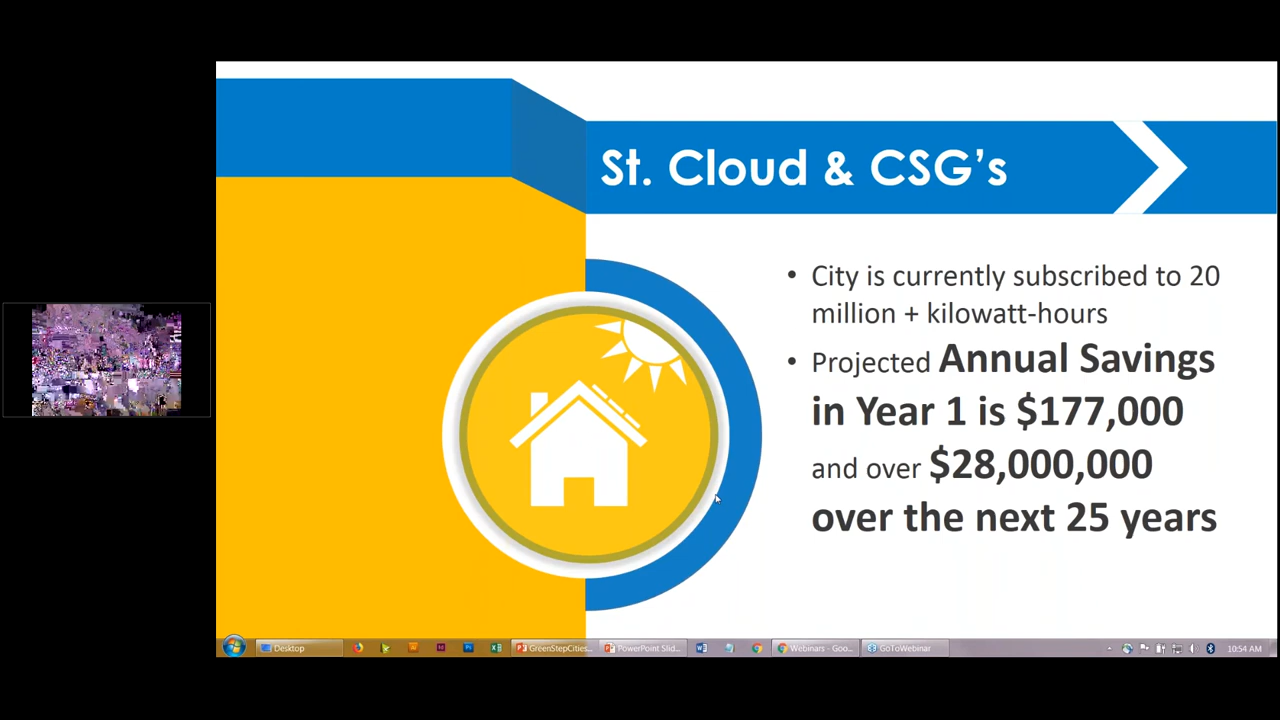 St. Cloud & CSG's
• City is currently subscribed to 20
million + kilowatt-hours
• Projected Annual Savings
in Year 1 is $177,000
and over $28,000,000
over the next 25 years
Desktop
GreenStepCities...
PowerPoint Slid...
Webinars - Goo...
GoToWebinar
10:54 AM